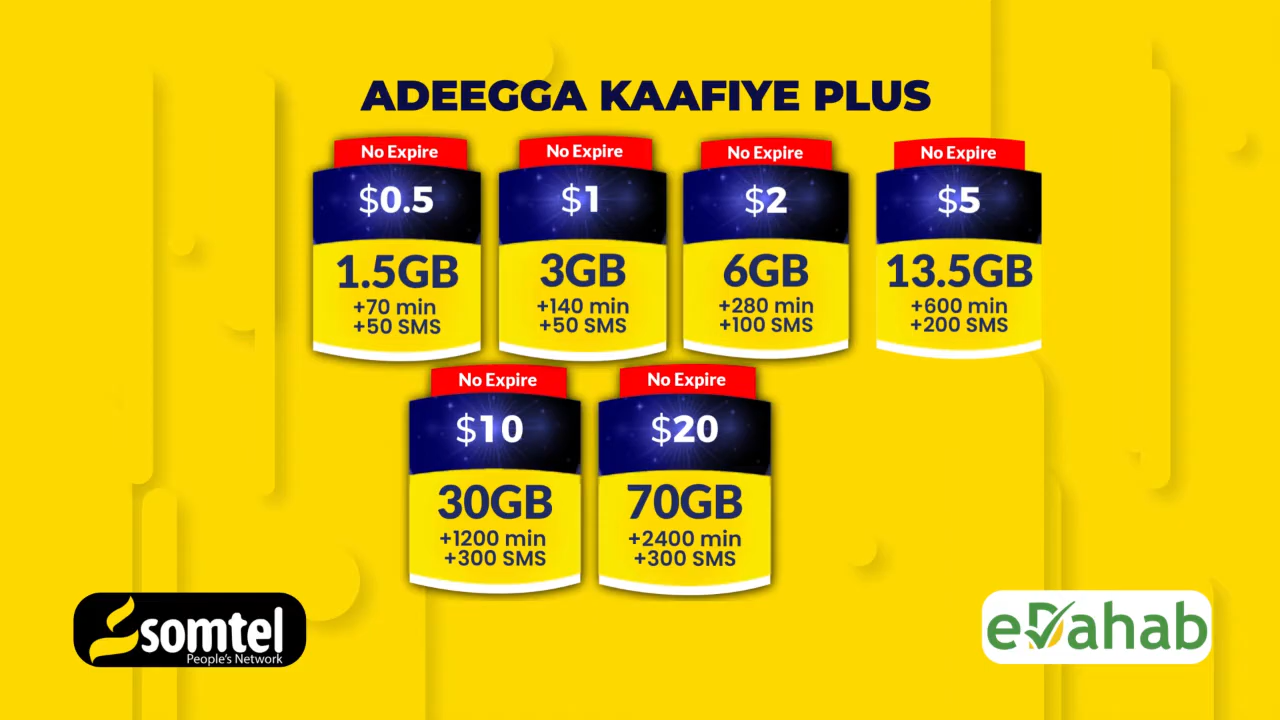 ADEEGGA KAAFIYE PLUS
No Expire
$0.5
1.5GB
+70 min
+50 SMS
No Expire
$1
3GB
+140 min
+50 SMS
No Expire
$2
6GB
+280 min
+100 SMS
No Expire
$5
13.5GB
+600 min
+200 SMS
No Expire
$10
30GB
+1200 min
+300 SMS
No Expire
$20
70GB
+2400 min
+300 SMS
somtel
People's Network
eDahab